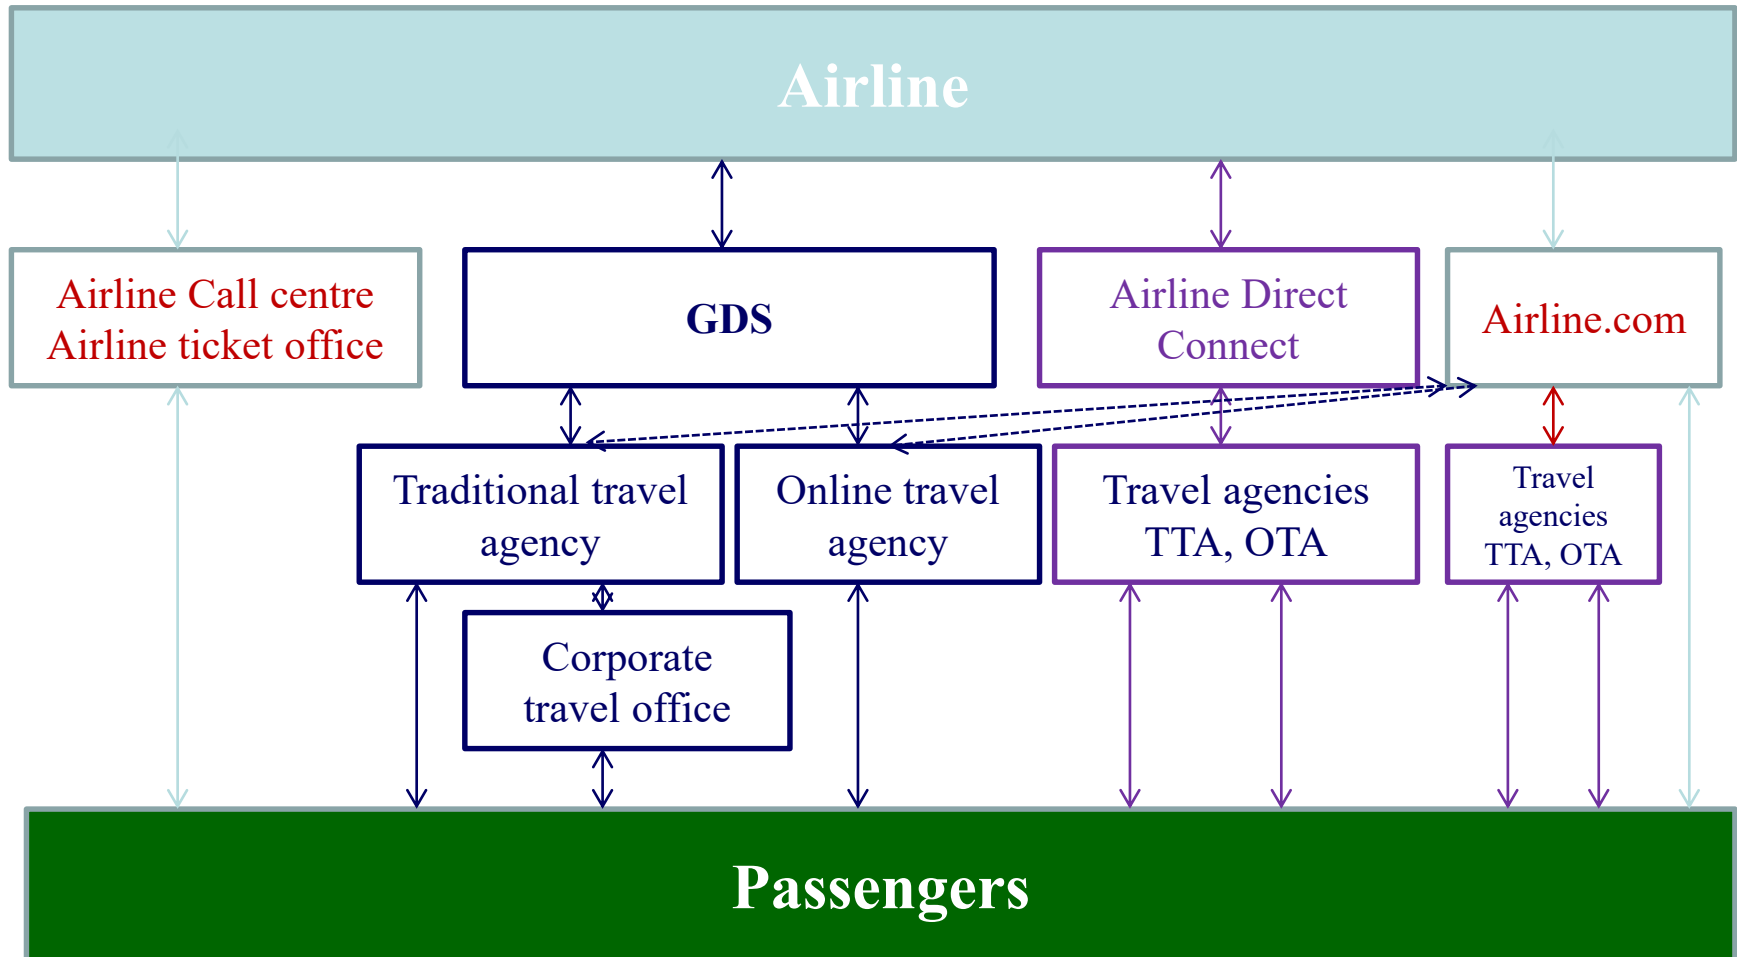 Airline
Airline Call centre
Airline ticket office
GDS
Airline Direct
Connect
Airline.com
Traditional travel
agency
Online travel
agency
Travel agencies
TTA, OTA
Travel
agencies
TTA, OTA
Corporate
travel office
Passengers